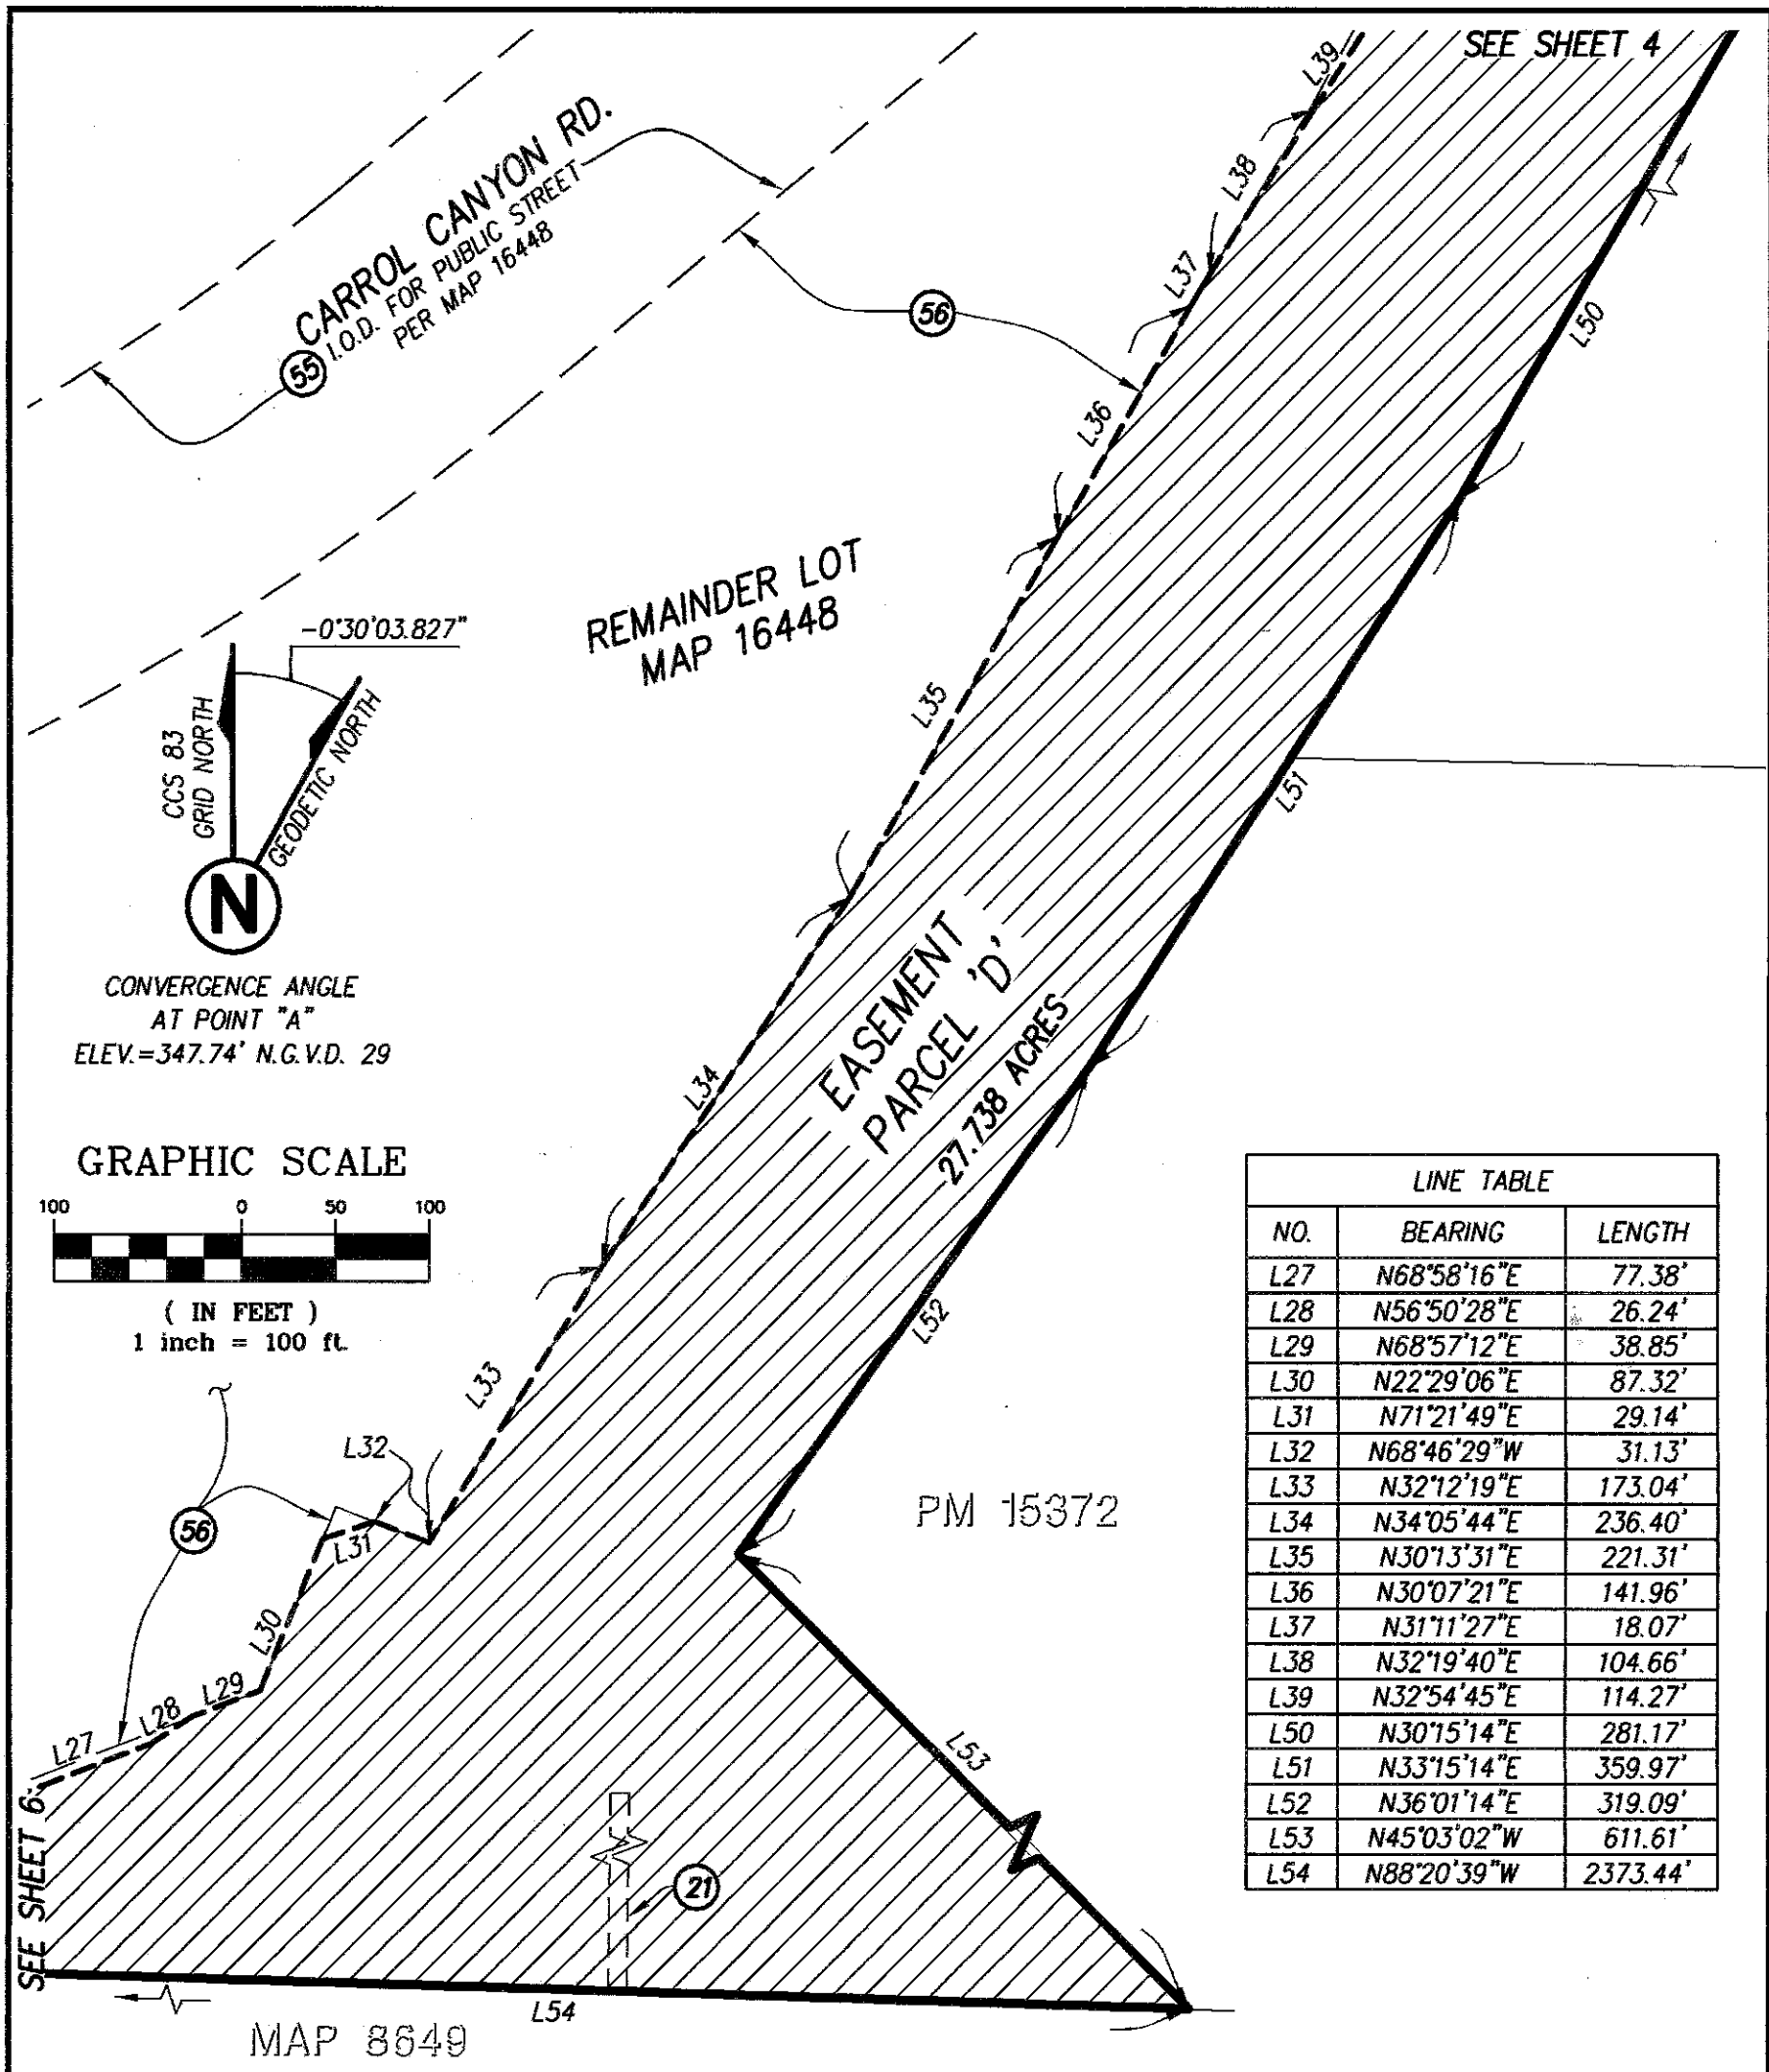 SEE SHEET 4
L39
CARROL CANYON RD.
I.O.D. FOR PUBLIC STREET
PER MAP 16448
55
56
L38
L37
L50
L36
REMAINDER LOT
MAP 16448
-0°30'03.827"
CCS 83
GRID NORTH
GEODETIC NORTH
N
CONVERGENCE ANGLE
AT POINT "A"
ELEV.=347.74' N.G.V.D. 29
L35
L51
L34
EASEMENT
PARCEL 'D'
27.738 ACRES
GRAPHIC SCALE
100 0 50 100
( IN FEET )
1 inch = 100 ft.
L52
L33
L32
L31
56
L30
L29
L28
L27
PM 15372
L53
SEE SHEET 6
21
L54
MAP 8649
LINE TABLE
NO. BEARING LENGTH
L27 N68°58'16"E 77.38'
L28 N56°50'28"E 26.24'
L29 N68°57'12"E 38.85'
L30 N22°29'06"E 87.32'
L31 N71°21'49"E 29.14'
L32 N68°46'29"W 31.13'
L33 N32°12'19"E 173.04'
L34 N34°05'44"E 236.40'
L35 N30°13'31"E 221.31'
L36 N30°07'21"E 141.96'
L37 N31°11'27"E 18.07'
L38 N32°19'40"E 104.66'
L39 N32°54'45"E 114.27'
L50 N30°15'14"E 281.17'
L51 N33°15'14"E 359.97'
L52 N36°01'14"E 319.09'
L53 N45°03'02"W 611.61'
L54 N88°20'39"W 2373.44'